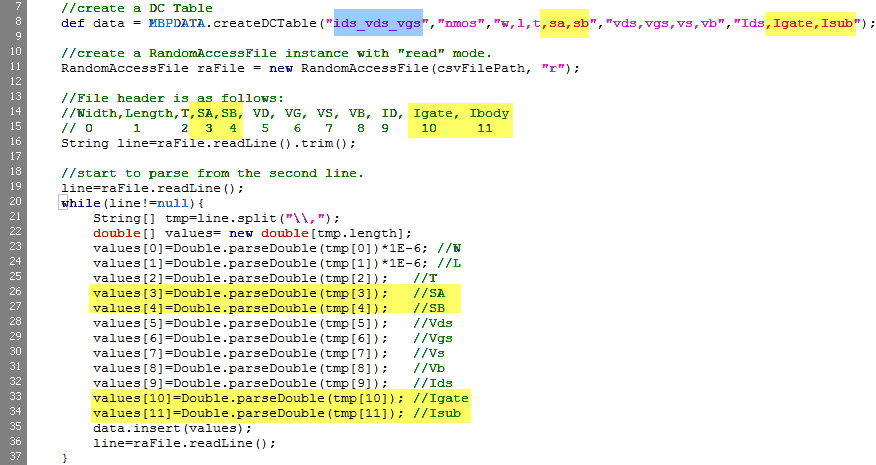 7 //create a DC Table
8 def data = MBPDATA.createDCTable("ids_vds_vgs","nmos","w,l,t,sa,sb","vds,vgs,vs,vb","Ids,Igate,Isub");
9
10 //create a RandomAccessFile instance with "read" mode.
11 RandomAccessFile raFile = new RandomAccessFile(csvFilePath, "r");
12
13 //File header is as follows:
14 //Width,Length,T,SA,SB, VD, VG, VS, VB, ID, Igate, Ibody
15 // 0 1 2 3 4 5 6 7 8 9 10 11
16 String line=raFile.readLine().trim();
17
18 //start to parse from the second line.
19 line=raFile.readLine();
20 while(line!=null){
21 String[] tmp=line.split("\\,");
22 double[] values= new double[tmp.length];
23 values[0]=Double.parseDouble(tmp[0])*1E-6; //W
24 values[1]=Double.parseDouble(tmp[1])*1E-6; //L
25 values[2]=Double.parseDouble(tmp[2]); //T
26 values[3]=Double.parseDouble(tmp[3]); //SA
27 values[4]=Double.parseDouble(tmp[4]); //SB
28 values[5]=Double.parseDouble(tmp[5]); //Vds
29 values[6]=Double.parseDouble(tmp[6]); //Vgs
30 values[7]=Double.parseDouble(tmp[7]); //Vs
31 values[8]=Double.parseDouble(tmp[8]); //Vb
32 values[9]=Double.parseDouble(tmp[9]); //Ids
33 values[10]=Double.parseDouble(tmp[10]); //Igate
34 values[11]=Double.parseDouble(tmp[11]); //Isub
35 data.insert(values);
36 line=raFile.readLine();
37 }